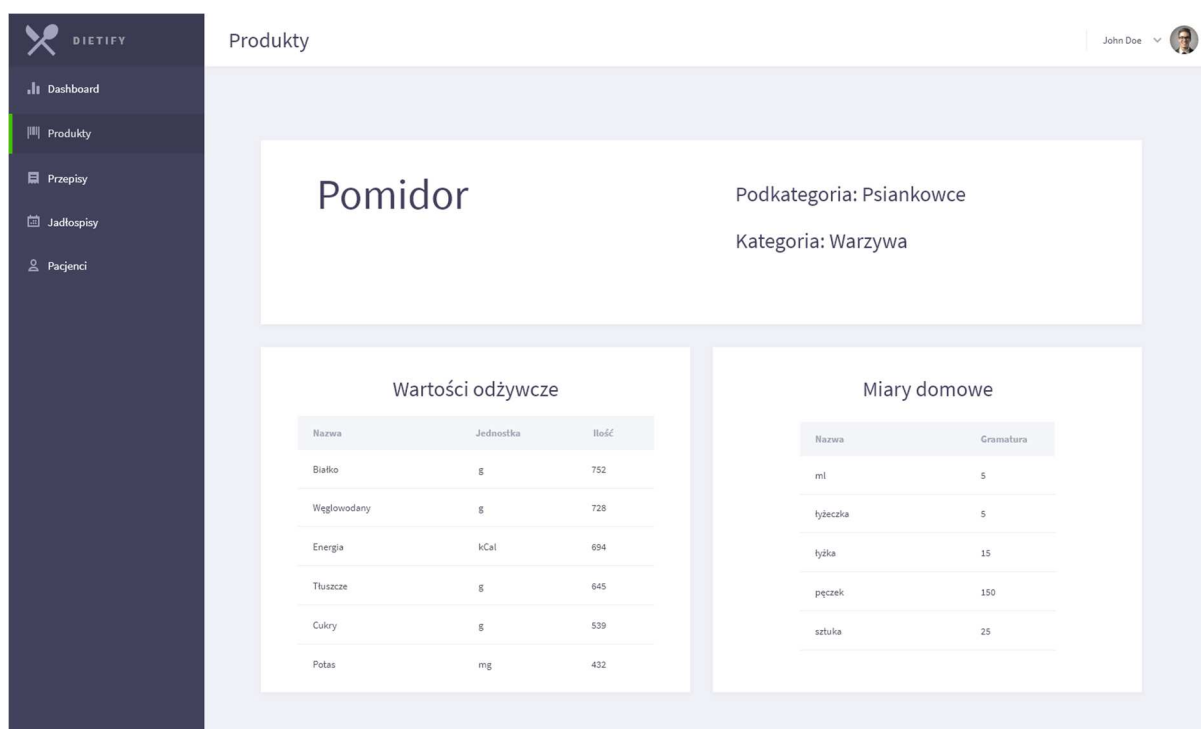 DIETIFY
Produkty
John Doe
Dashboard
Produkty
Przepisy
Jadłospisy
Pacjenci
Pomidor
Podkategoria: Psiankowce
Kategoria: Warzywa
Wartości odżywcze
Nazwa Jednostka Ilość
Białko g 752
Węglowodany g 728
Energia kCal 694
Tłuszcze g 645
Cukry g 539
Potas mg 432
Miary domowe
Nazwa Gramatura
ml 5
łyżeczka 5
łyżka 15
pęczek 150
sztuka 25